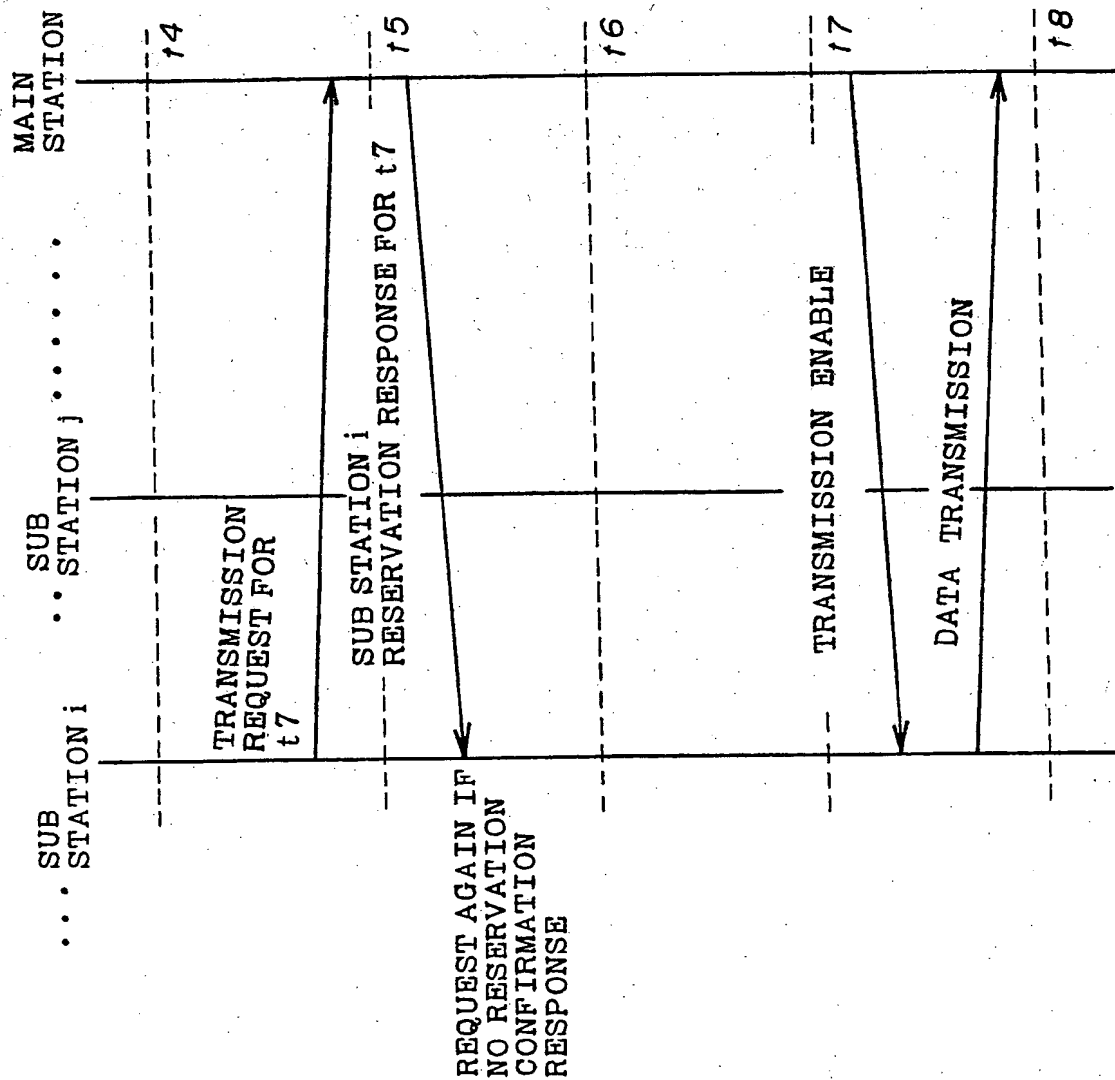 ... SUB
STATION i
.. SUB
STATION j ......
MAIN
STATION
t4
TRANSMISSION
REQUEST FOR
t7
t5
SUB STATION i
RESERVATION RESPONSE FOR t7
REQUEST AGAIN IF
NO RESERVATION
CONFIRMATION
RESPONSE
t6
t7
TRANSMISSION ENABLE
DATA TRANSMISSION
t8